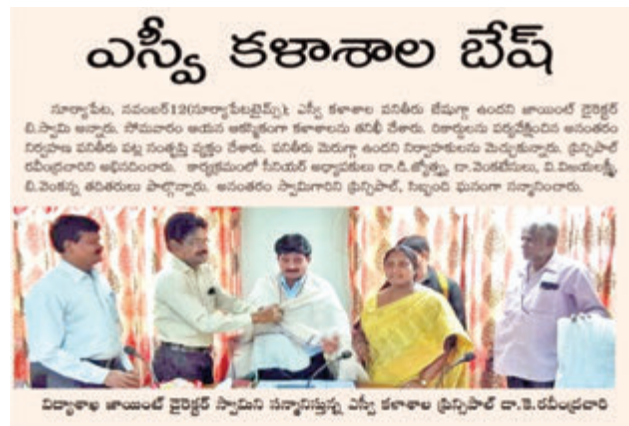 ఎస్వీ కళాశాల బేష్
సూర్యాపేట, నవంబర్12(సూర్యాపేటటైమ్స్); ఎస్వీ కళాశాల పనితీరు బేషుగ్గా ఉందని జాయింట్ డైరెక్టర్
బి.స్వామి అన్నారు. సోమవారం ఆయన ఆకస్మికంగా కళాశాలను తనిఖీ చేశారు. రికార్డులను పర్యవేక్షించిన అనంతరం
నిర్వహణ పనితీరు పట్ల సంతృప్తి వ్యక్తం చేశారు. పనితీరు మెరుగ్గా ఉందని నిర్వాహకులను మెచ్చుకున్నారు. ప్రిన్సిపాల్
రవీంద్రచారిని అభినందించారు. కార్యక్రమంలో సీనియర్ అధ్యాపకులు డా.డి.జ్యోత్స్న, డా.వెంకటేషులు, వి.విజయలక్ష్మి,
బి.వెంకన్న తదితరులు పాల్గొన్నారు. అనంతరం స్వామిగారిని ప్రిన్సిపాల్, సిబ్బంది ఘనంగా సన్మానించారు.
విద్యాశాఖ జాయింట్ డైరెక్టర్ స్వామిని సన్మానిస్తున్న ఎస్వీ కళాశాల ప్రిన్సిపాల్ డా.కె.రవీంద్రచారి